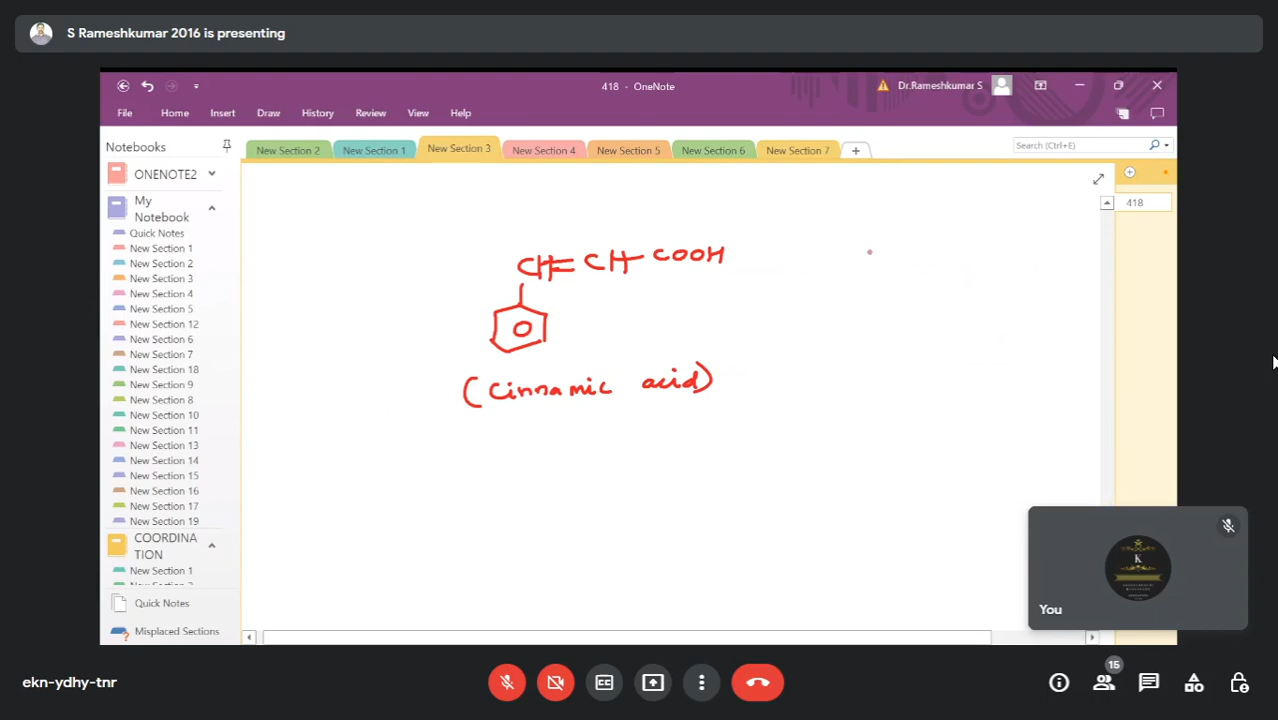 S Rameshkumar 2016 is presenting
418 - OneNote
Dr.Rameshkumar S
File Home Insert Draw History Review View Help
Notebooks
New Section 2 New Section 1 New Section 3 New Section 4 New Section 5 New Section 6 New Section 7
Search (Ctrl+E)
ONENOTE2
My
Notebook
Quick Notes
New Section 1
New Section 2
New Section 3
New Section 4
New Section 5
New Section 12
New Section 6
New Section 7
New Section 18
New Section 9
New Section 8
New Section 10
New Section 11
New Section 13
New Section 14
New Section 15
New Section 16
New Section 17
New Section 19
COORDINA
TION
New Section 1
Quick Notes
Misplaced Sections
418
CH=CH-COOH
(Cinnamic acid)
K
You
ekn-ydhy-tnr
CC
15